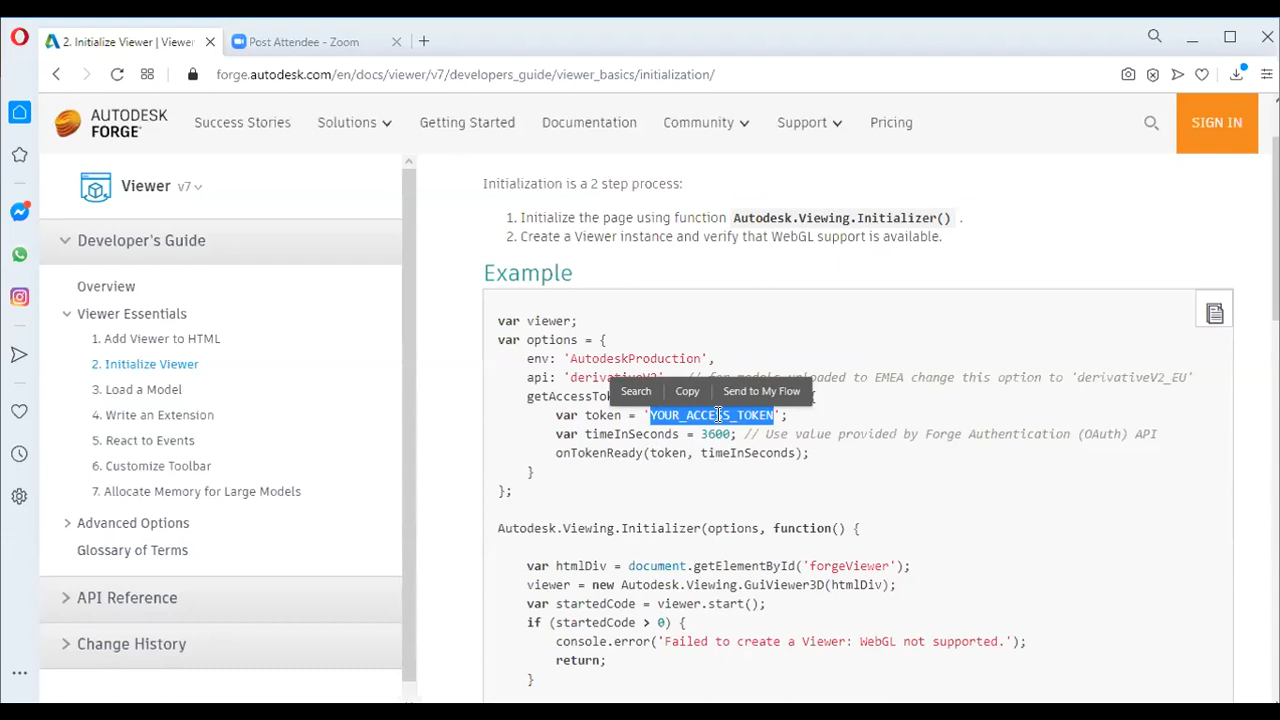 2. Initialize Viewer | Viewer
Post Attendee - Zoom
forge.autodesk.com/en/docs/viewer/v7/developers_guide/viewer_basics/initialization/
AUTODESK
FORGE
Success Stories
Solutions
Getting Started
Documentation
Community
Support
Pricing
SIGN IN
Viewer v7
Developer's Guide
Overview
Viewer Essentials
1. Add Viewer to HTML
2. Initialize Viewer
3. Load a Model
4. Write an Extension
5. React to Events
6. Customize Toolbar
7. Allocate Memory for Large Models
Advanced Options
Glossary of Terms
API Reference
Change History
Initialization is a 2 step process:
1. Initialize the page using function Autodesk.Viewing.Initializer() .
2. Create a Viewer instance and verify that WebGL support is available.
Example
var viewer;
var options = {
env: 'AutodeskProduction',
api: 'derivativeV2', // for models uploaded to EMEA change this option to 'derivativeV2_EU'
Search
Copy
Send to My Flow
{
var token = 'YOUR_ACCESS_TOKEN';
var timeInSeconds = 3600; // Use value provided by Forge Authentication (OAuth) API
onTokenReady(token, timeInSeconds);
}
};
Autodesk.Viewing.Initializer(options, function() {
var htmlDiv = document.getElementById('forgeViewer');
viewer = new Autodesk.Viewing.GuiViewer3D(htmlDiv);
var startedCode = viewer.start();
if (startedCode > 0) {
console.error('Failed to create a Viewer: WebGL not supported.');
return;
}